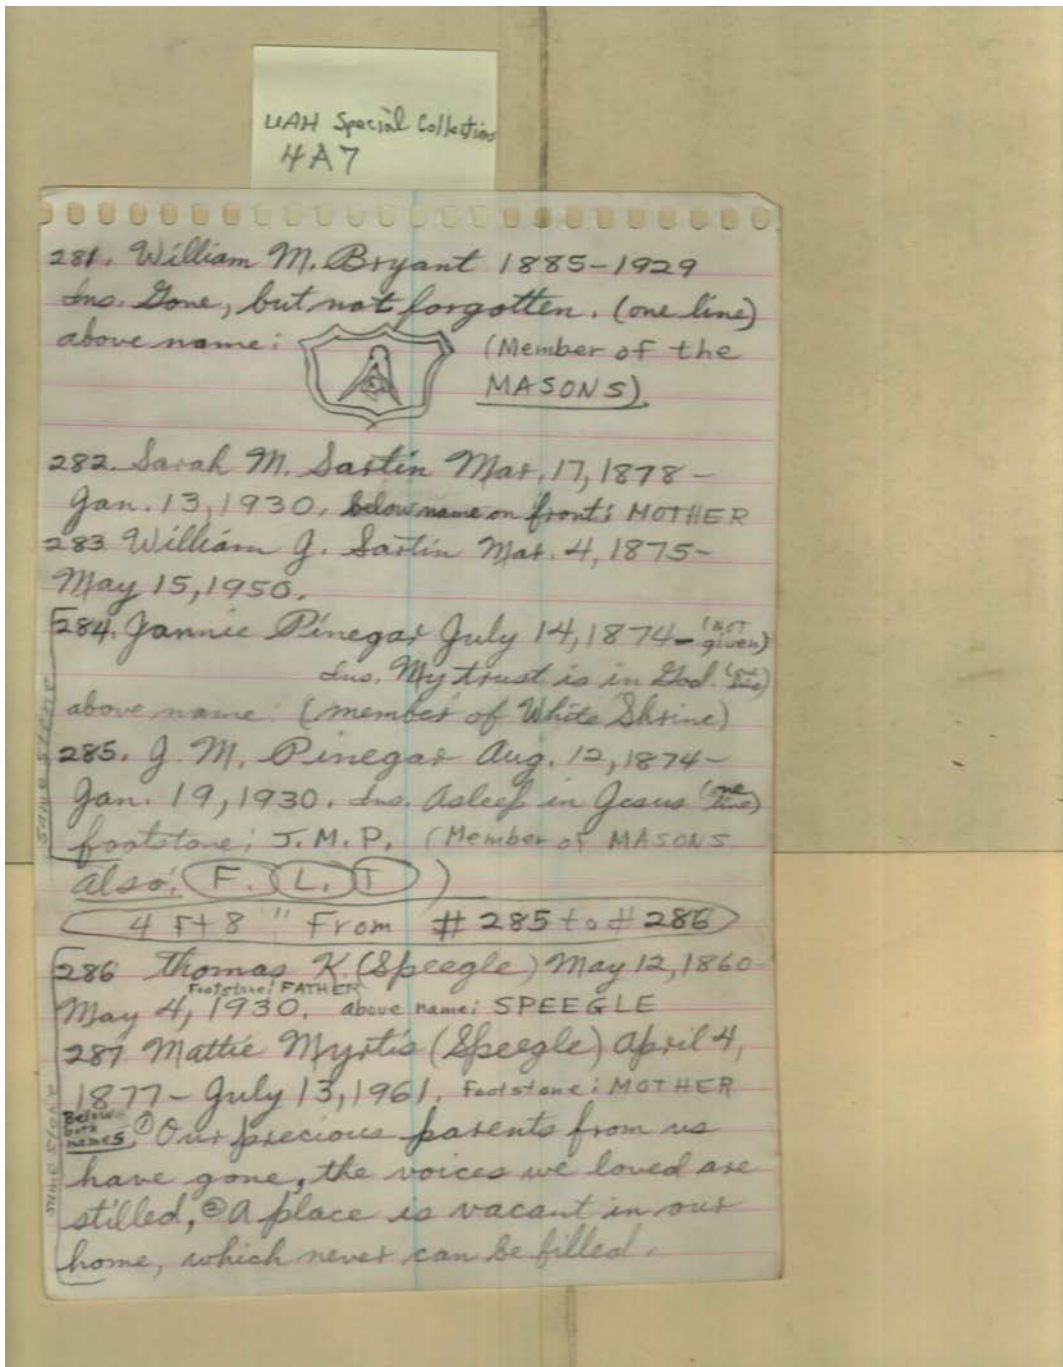 UAH Special Collections
4A7
281. William M. Bryant 1885-1929
Ins. Gone, but not forgotten. (one line)
above name: (Member of the
MASONS)
282. Sarah M. Sartin Mar. 17, 1878-
Jan. 13, 1930. below name on front: MOTHER
283 William J. Sartin Mar. 4, 1875-
May 15, 1950.
284. Jannie Pinegar July 14, 1874- (NOT given)
Ins. My trust is in God. (one line)
above name: (member of White Shrine)
285. J. M. Pinegar Aug. 12, 1874-
Jan. 19, 1930. Ins. Asleep in Jesus (one line)
footstone: J.M.P. (Member of MASONS
also: F. L. T )
same stone
4 ft 8 " From # 285 to # 286
286 Thomas K. (Speegle) May 12, 1860-
Footstone: FATHER
May 4, 1930. above name: SPEEGLE
287 Mattie Myrtis (Speegle) April 4,
1877- July 13, 1961. Footstone: MOTHER
Below both names: ① Our precious parents from us
have gone, the voices we loved are
stilled, ② A place is vacant in our
home, which never can be filled.
same stone